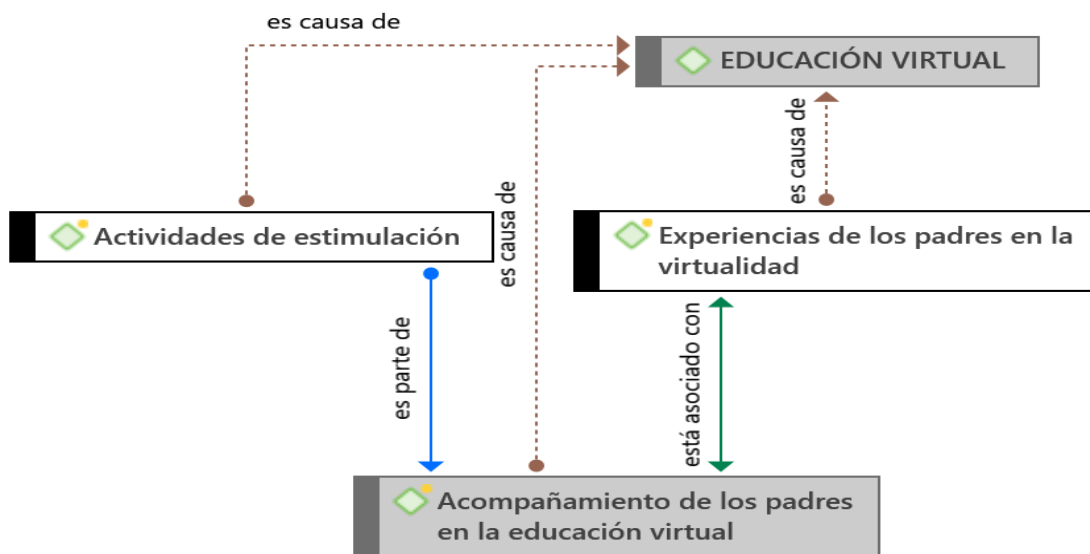 es causa de
EDUCACIÓN VIRTUAL
es causa de
es causa de
Actividades de estimulación
Experiencias de los padres en la
virtualidad
es parte de
está asociado con
Acompañamiento de los padres
en la educación virtual